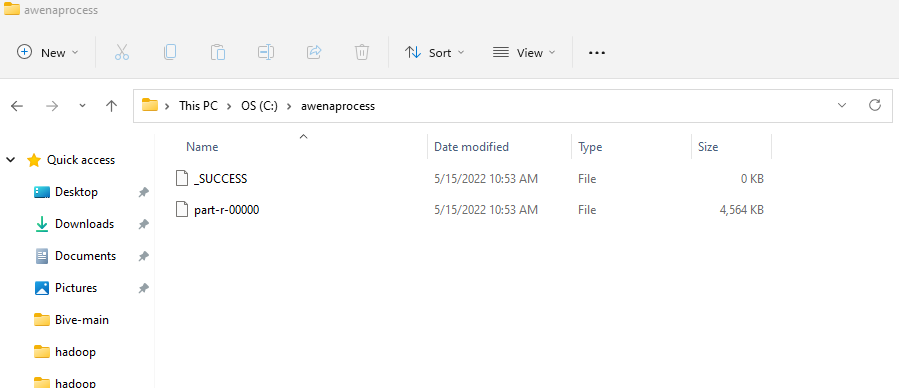 awenaprocess
New
Sort
View
This PC
OS (C:)
awenaprocess
Quick access
Desktop
Downloads
Documents
Pictures
Bive-main
hadoop
hadoop
Name Date modified Type Size
_SUCCESS 5/15/2022 10:53 AM File 0 KB
part-r-00000 5/15/2022 10:53 AM File 4,564 KB